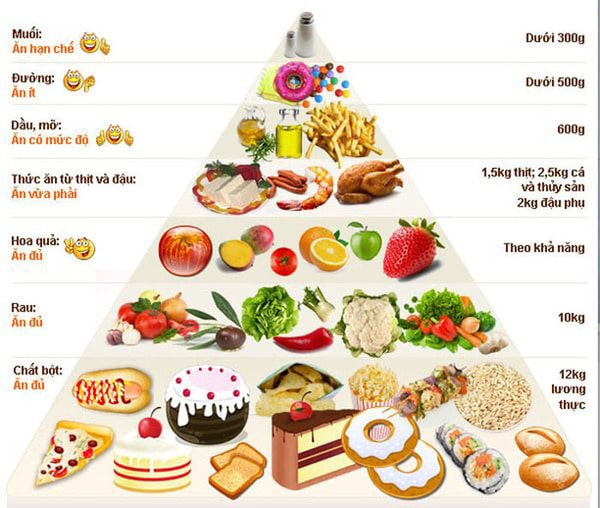 Muối:
Ăn hạn chế
Dưới 300g
Đường:
Ăn ít
Dưới 500g
Dầu, mỡ:
Ăn có mức độ
600g
Thức ăn từ thịt và đậu:
Ăn vừa phải
1,5kg thịt; 2,5kg cá
và thủy sản
2kg đậu phụ
Hoa quả:
Ăn đủ
Theo khả năng
Rau:
Ăn đủ
10kg
Chất bột:
Ăn đủ
12kg
lương
thực